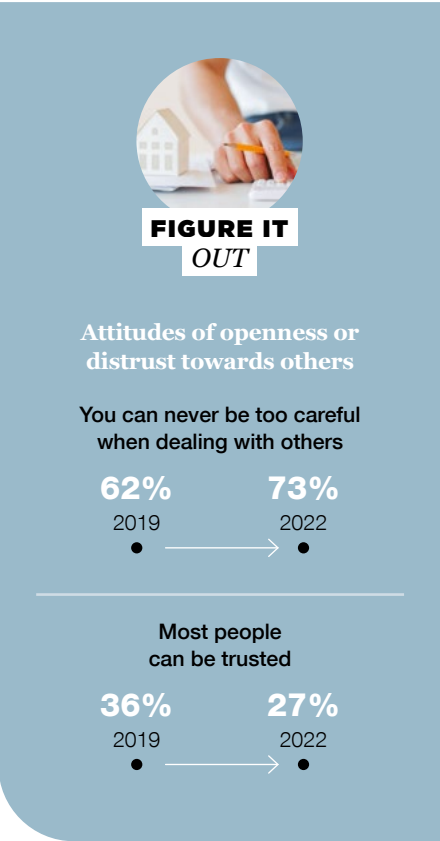 FIGURE IT
OUT
Attitudes of openness or
distrust towards others
You can never be too careful
when dealing with others
62% 73%
2019 2022
Most people
can be trusted
36% 27%
2019 2022